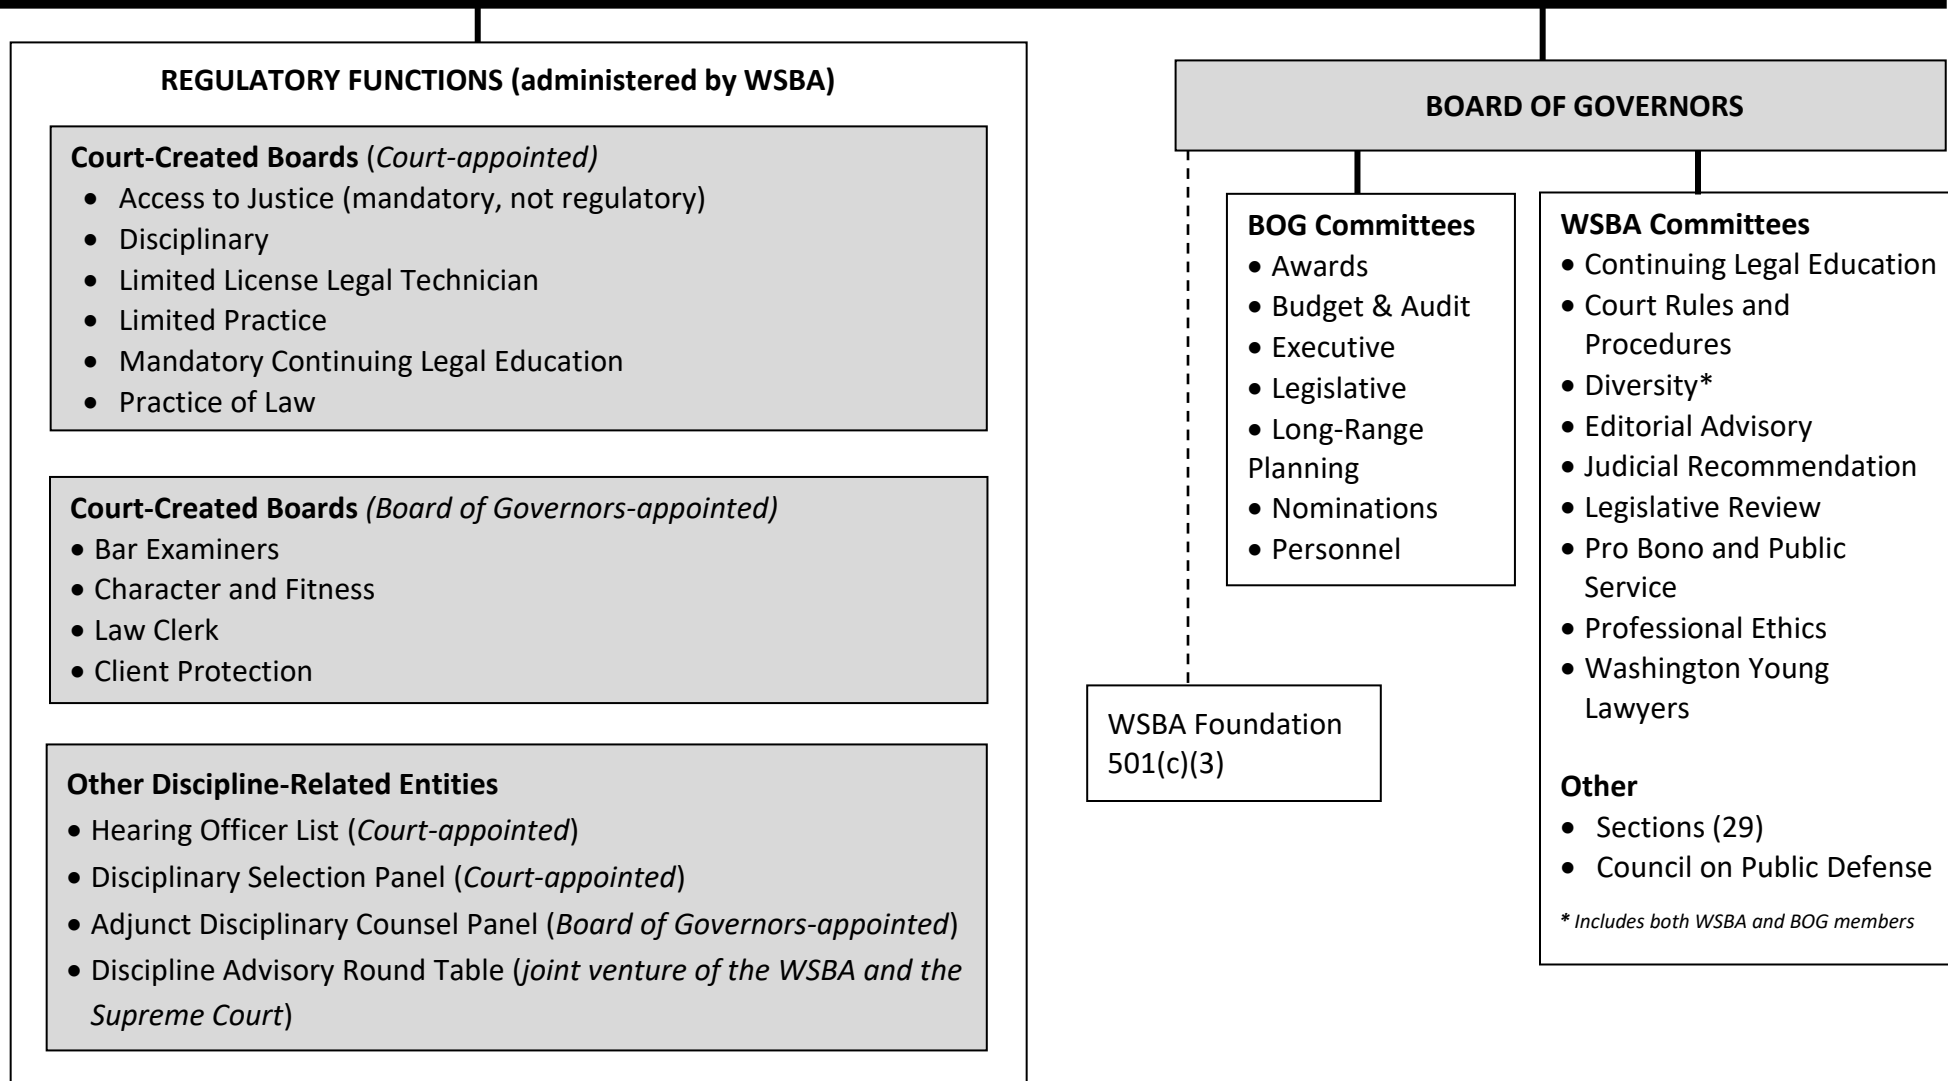 REGULATORY FUNCTIONS (administered by WSBA)
Court-Created Boards (Court-appointed)
• Access to Justice (mandatory, not regulatory)
• Disciplinary
• Limited License Legal Technician
• Limited Practice
• Mandatory Continuing Legal Education
• Practice of Law
Court-Created Boards (Board of Governors-appointed)
• Bar Examiners
• Character and Fitness
• Law Clerk
• Client Protection
Other Discipline-Related Entities
• Hearing Officer List (Court-appointed)
• Disciplinary Selection Panel (Court-appointed)
• Adjunct Disciplinary Counsel Panel (Board of Governors-appointed)
• Discipline Advisory Round Table (joint venture of the WSBA and the
Supreme Court)
BOARD OF GOVERNORS
BOG Committees
• Awards
• Budget & Audit
• Executive
• Legislative
• Long-Range
Planning
• Nominations
• Personnel
WSBA Committees
• Continuing Legal Education
• Court Rules and
Procedures
• Diversity*
• Editorial Advisory
• Judicial Recommendation
• Legislative Review
• Pro Bono and Public
Service
• Professional Ethics
• Washington Young
Lawyers
Other
• Sections (29)
• Council on Public Defense
* Includes both WSBA and BOG members
WSBA Foundation
501(c)(3)